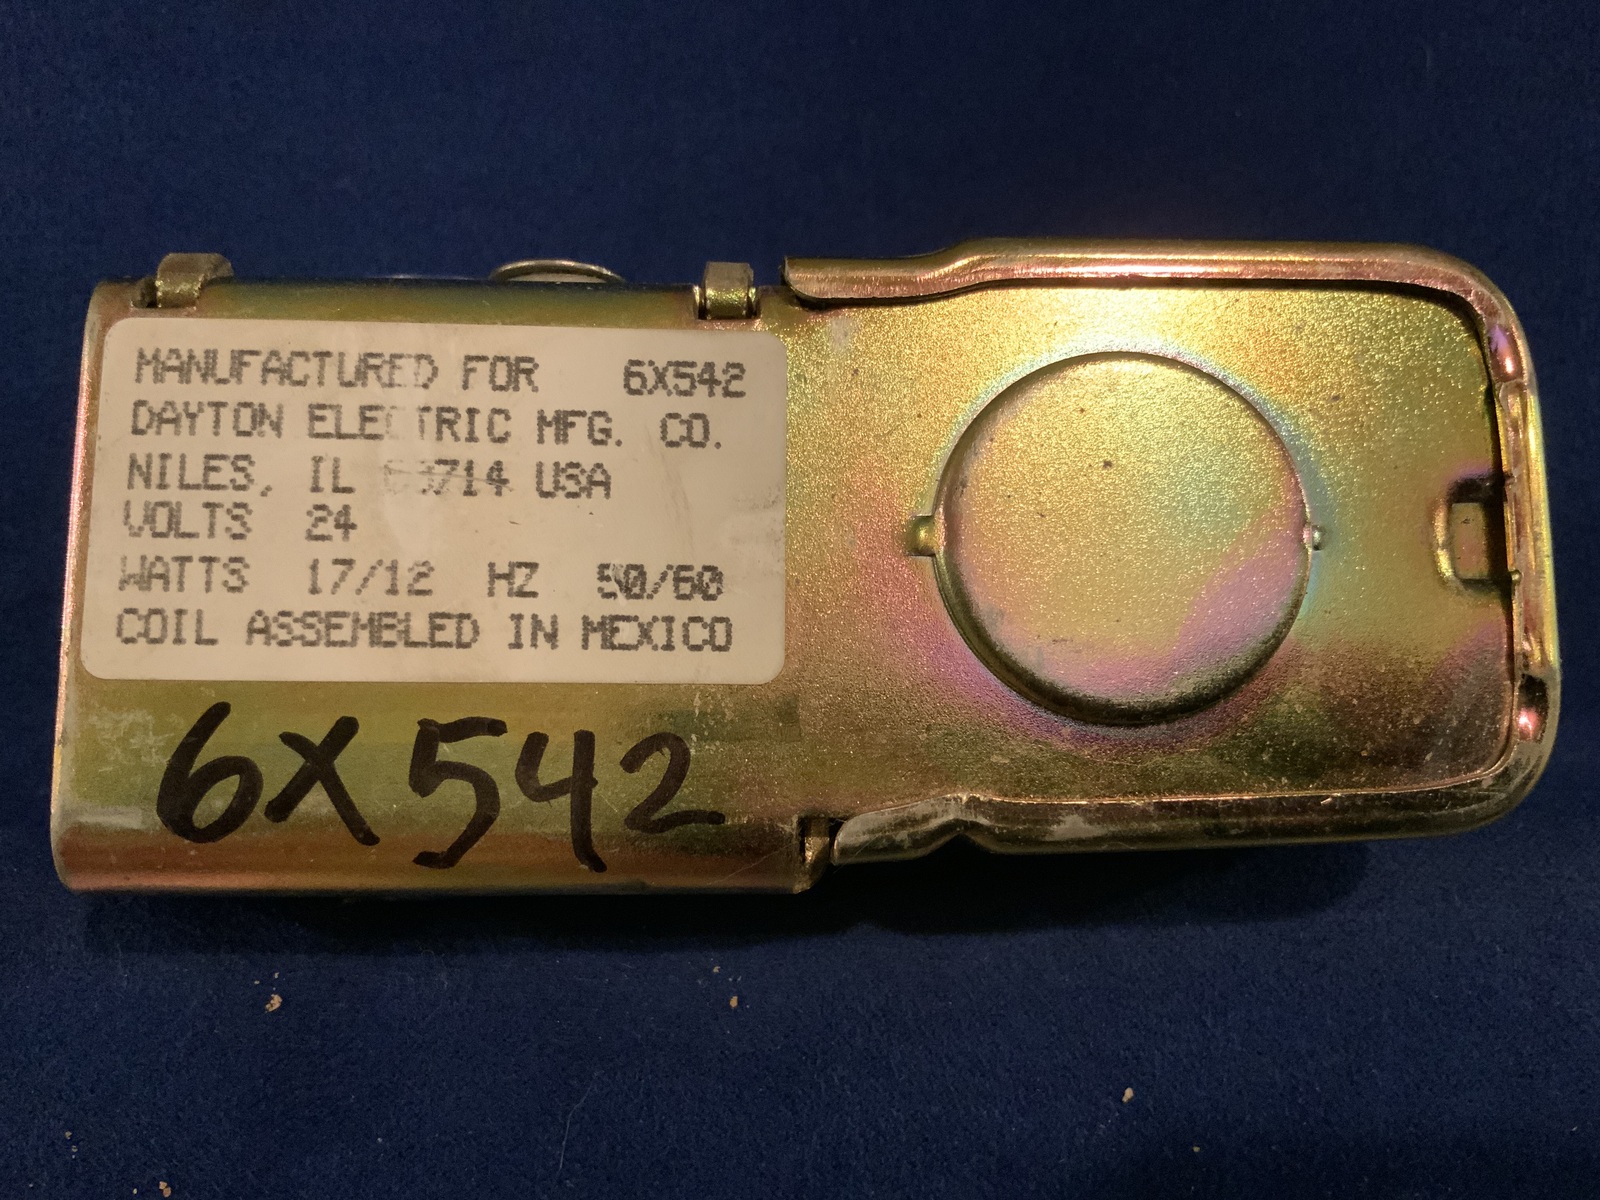 MANUFACTURED FOR 6X542
DAYTON ELECTRIC MFG. CO.
NILES, IL USA
VOLTS 24
WATTS 17/12 HZ 50/60
COIL ASSEMBLED IN MEXICO
6X542